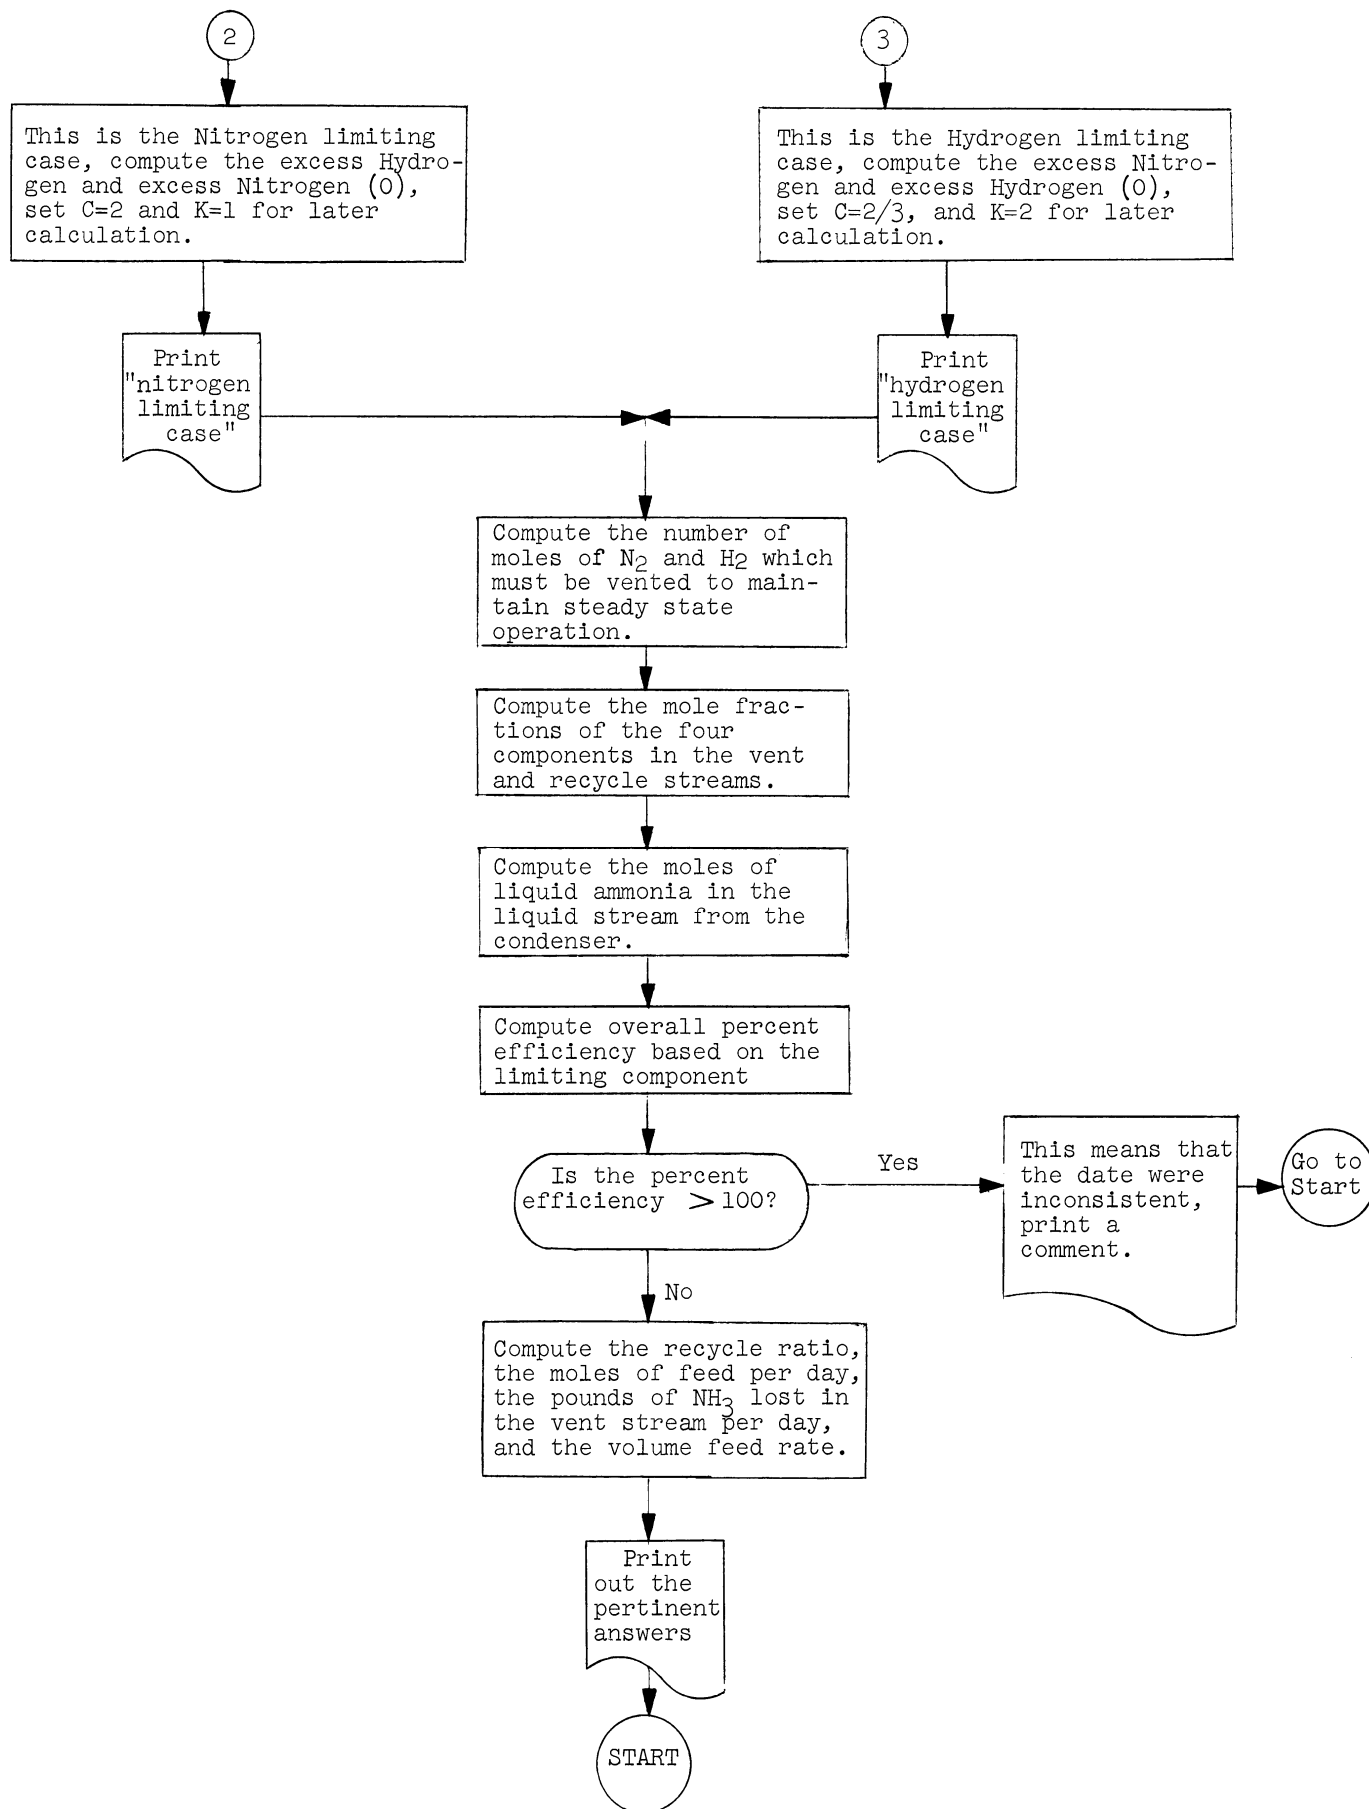 2
This is the Nitrogen limiting
case, compute the excess Hydro-
gen and excess Nitrogen (0),
set C=2 and K=1 for later
calculation.
3
This is the Hydrogen limiting
case, compute the excess Nitro-
gen and excess Hydrogen (0),
set C=2/3, and K=2 for later
calculation.
Print
"nitrogen
limiting
case"
Print
"hydrogen
limiting
case"
Compute the number of
moles of N2 and H2 which
must be vented to main-
tain steady state
operation.
Compute the mole frac-
tions of the four
components in the vent
and recycle streams.
Compute the moles of
liquid ammonia in the
liquid stream from the
condenser.
Compute overall percent
efficiency based on the
limiting component
Is the percent
efficiency > 100?
Yes
This means that
the date were
inconsistent,
print a
comment.
Go to
Start
No
Compute the recycle ratio,
the moles of feed per day,
the pounds of NH3 lost in
the vent stream per day,
and the volume feed rate.
Print
out the
pertinent
answers
START